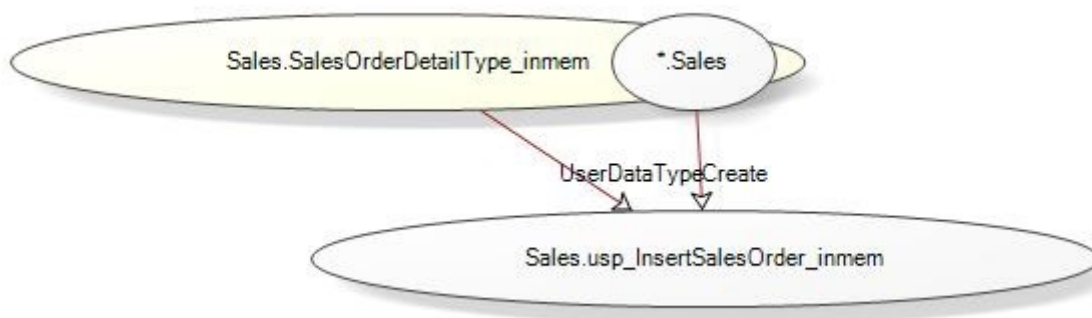 Sales.SalesOrderDetailType_inmem
*.Sales
UserDataTypeCreate
Sales.usp_InsertSalesOrder_inmem